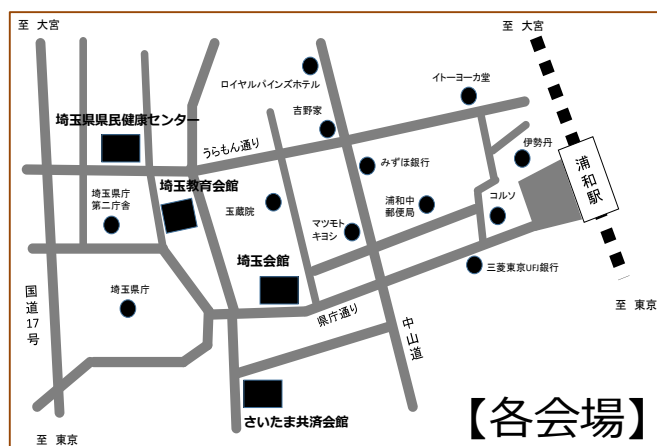 至 大宮
至 大宮
ロイヤルパインズホテル
イトーヨーカ堂
吉野家
埼玉県県民健康センター
うらもん通り
伊勢丹
みずほ銀行
浦和駅
埼玉教育会館
埼玉県庁
第二庁舎
玉蔵院
浦和中
郵便局
コルソ
マツモト
キヨシ
埼玉会館
三菱東京UFJ銀行
埼玉県庁
国道17号
県庁通り
中山道
至 東京
さいたま共済会館
【各会場】
至 東京